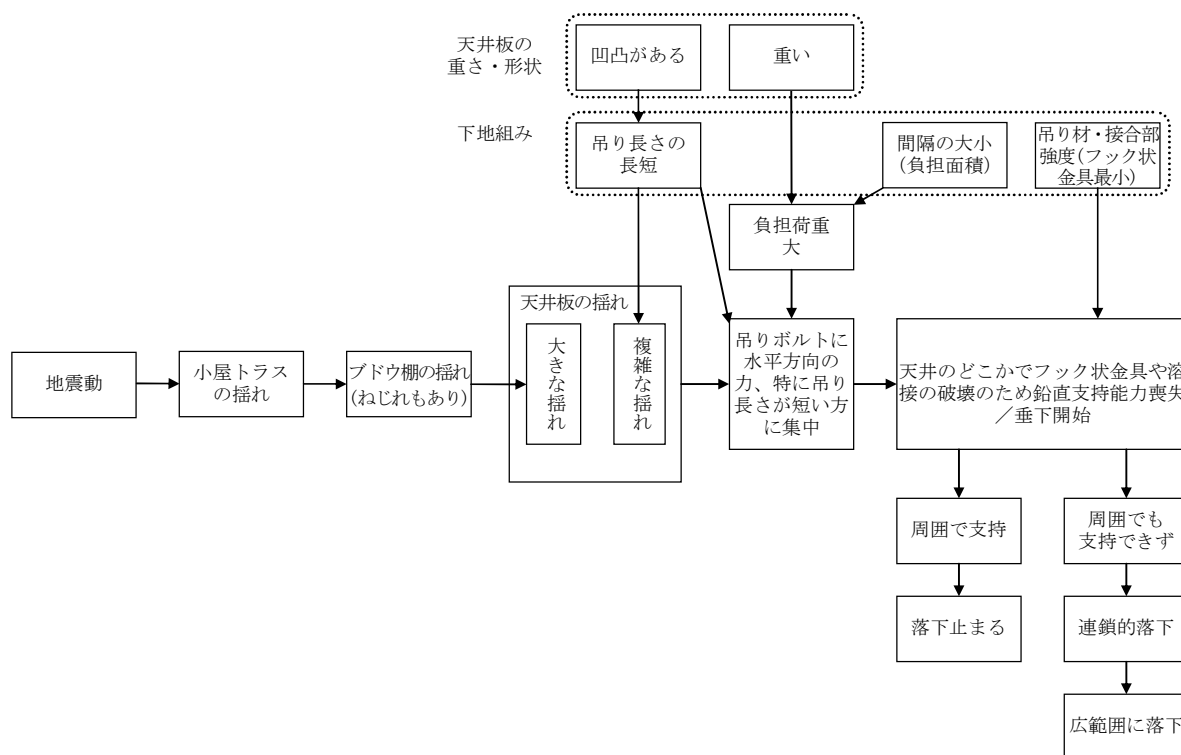 天井板の
重さ・形状
凹凸がある
重い
下地組み
吊り長さの
長短
間隔の大小
(負担面積)
吊り材・接合部
強度(フック状
金具最小)
負担荷重
大
天井板の揺れ
大きな揺れ
複雑な揺れ
地震動
小屋トラス
の揺れ
ブドウ棚の揺れ
(ねじれもあり)
吊りボルトに
水平方向の
力、特に吊り
長さが短い方
に集中
天井のどこかでフック状金具や溶
接の破壊のため鉛直支持能力喪失
／垂下開始
周囲で支持
周囲でも
支持できず
落下止まる
連鎖的落下
広範囲に落下